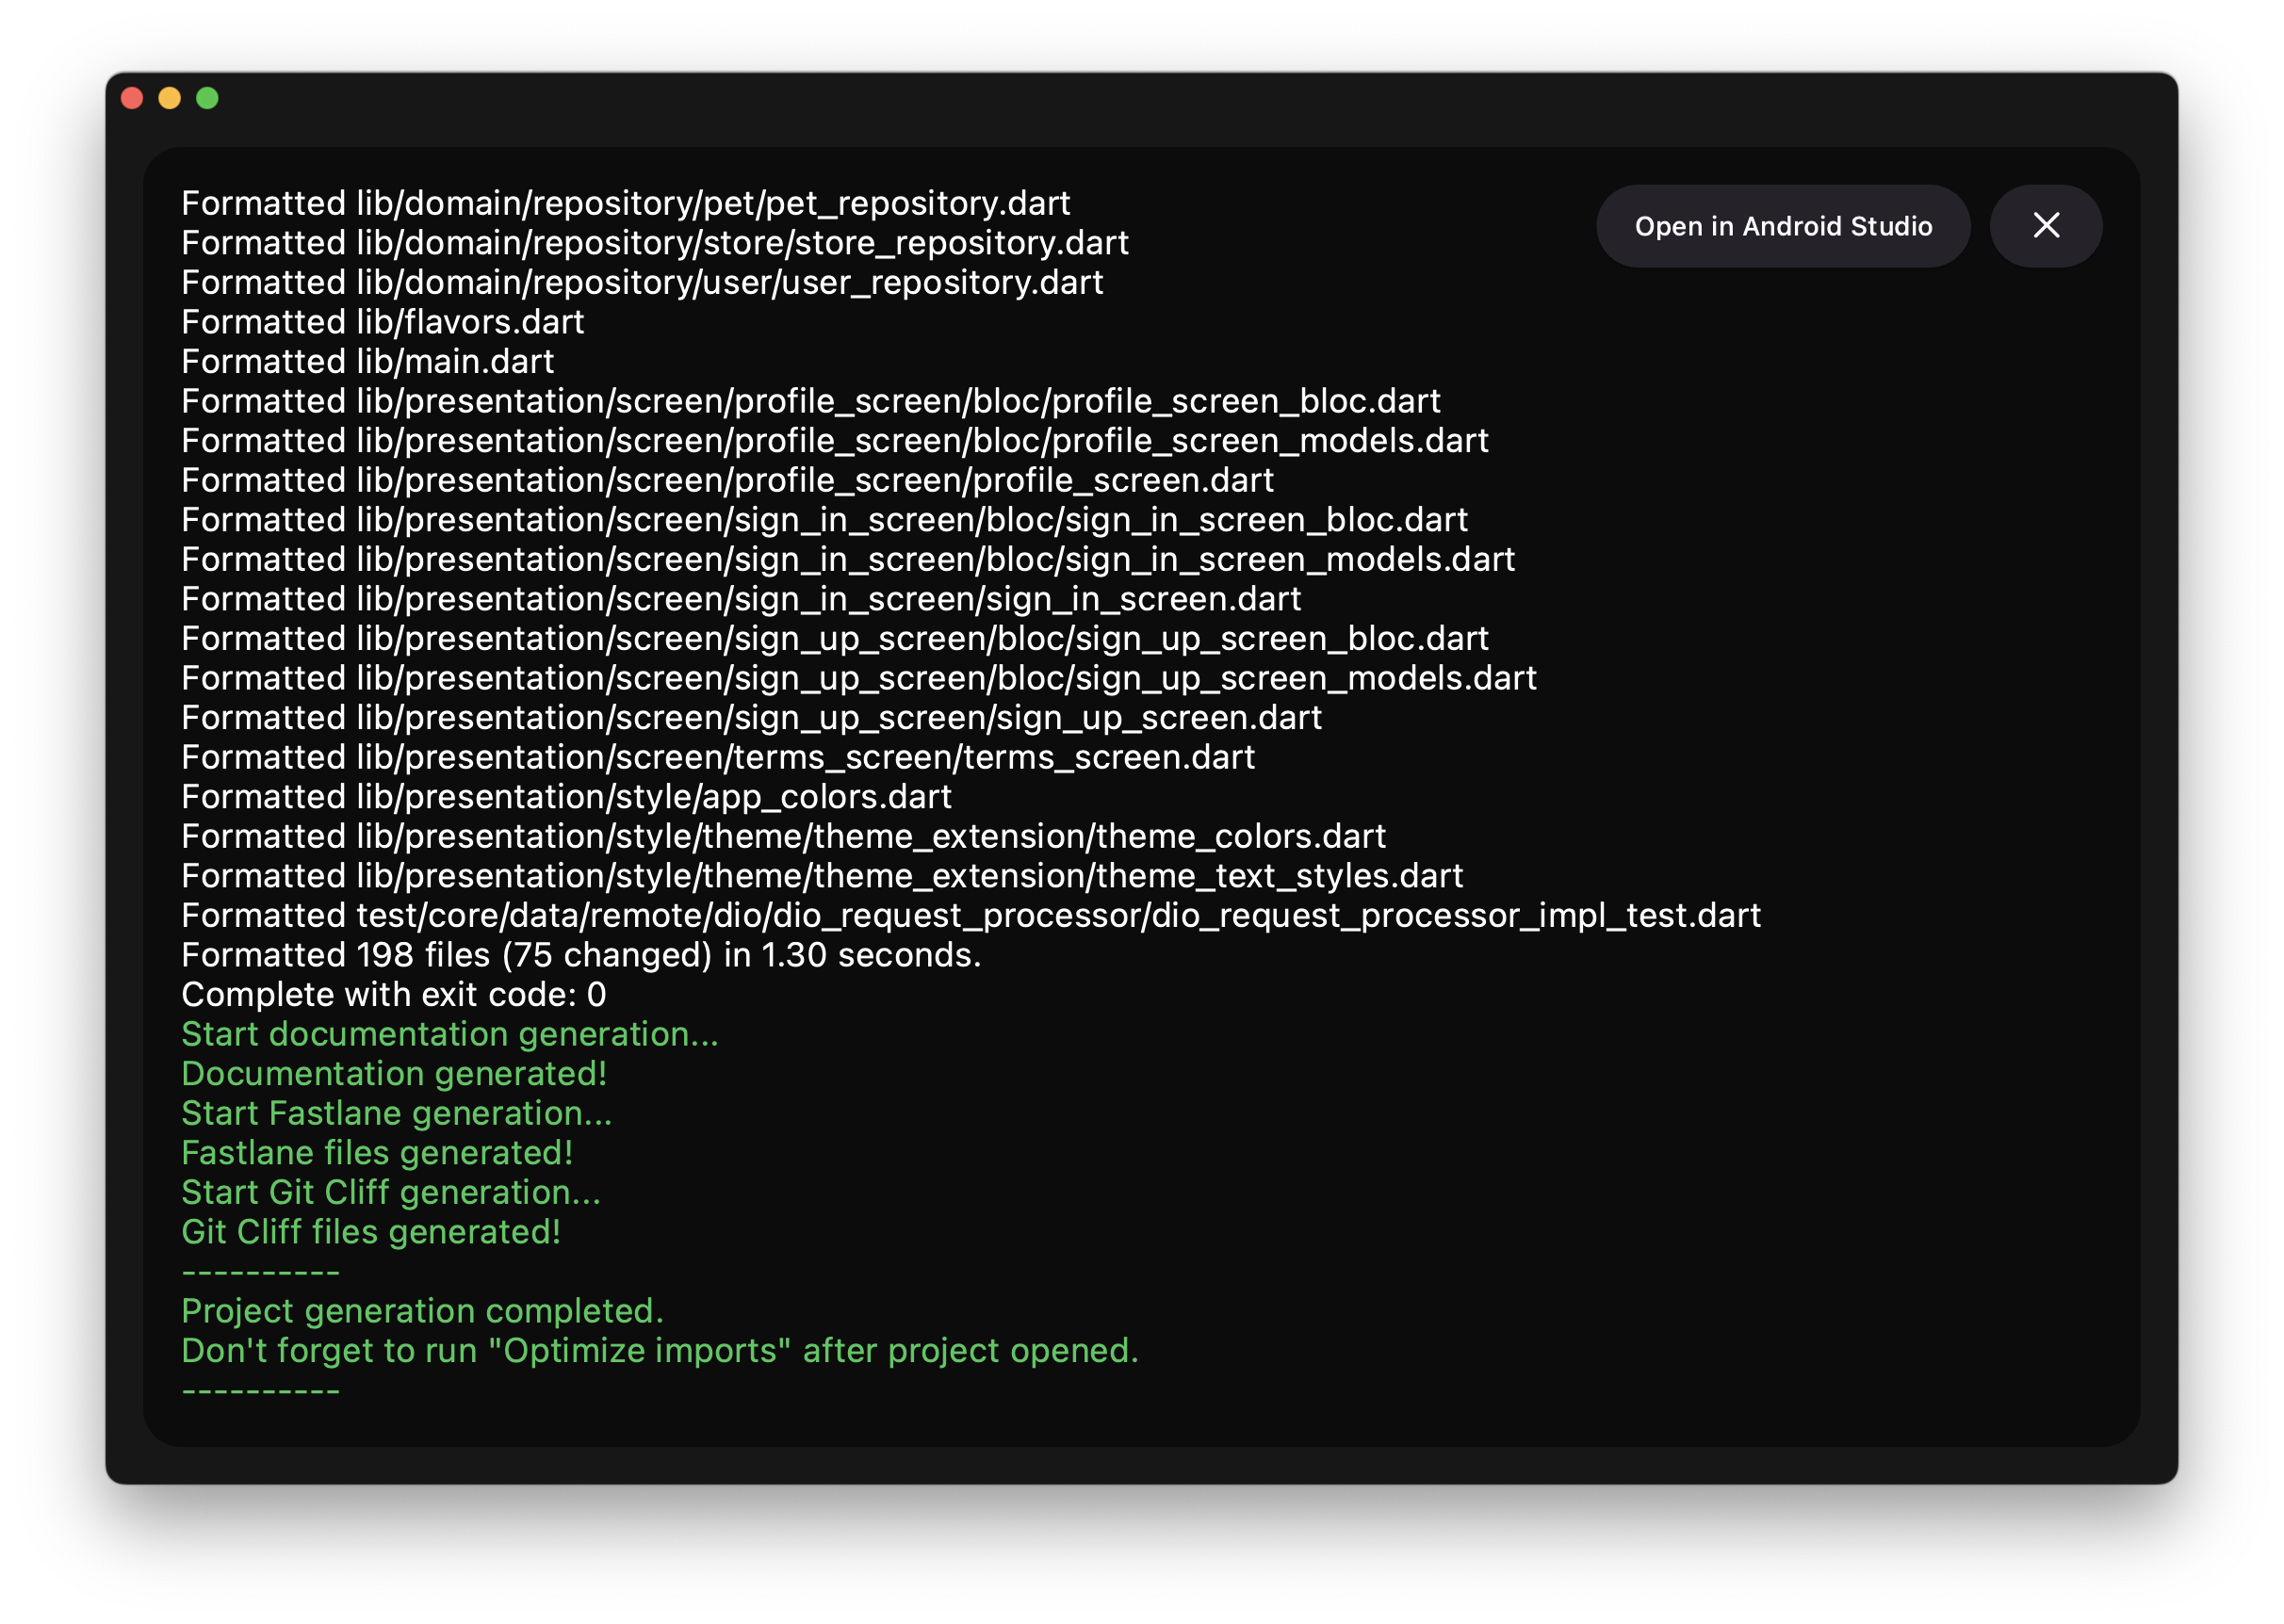 Formatted lib/domain/repository/pet/pet_repository.dart
Formatted lib/domain/repository/store/store_repository.dart
Formatted lib/domain/repository/user/user_repository.dart
Formatted lib/flavors.dart
Formatted lib/main.dart
Formatted lib/presentation/screen/profile_screen/bloc/profile_screen_bloc.dart
Formatted lib/presentation/screen/profile_screen/bloc/profile_screen_models.dart
Formatted lib/presentation/screen/profile_screen/profile_screen.dart
Formatted lib/presentation/screen/sign_in_screen/bloc/sign_in_screen_bloc.dart
Formatted lib/presentation/screen/sign_in_screen/bloc/sign_in_screen_models.dart
Formatted lib/presentation/screen/sign_in_screen/sign_in_screen.dart
Formatted lib/presentation/screen/sign_up_screen/bloc/sign_up_screen_bloc.dart
Formatted lib/presentation/screen/sign_up_screen/bloc/sign_up_screen_models.dart
Formatted lib/presentation/screen/sign_up_screen/sign_up_screen.dart
Formatted lib/presentation/screen/terms_screen/terms_screen.dart
Formatted lib/presentation/style/app_colors.dart
Formatted lib/presentation/style/theme/theme_extension/theme_colors.dart
Formatted lib/presentation/style/theme/theme_extension/theme_text_styles.dart
Formatted test/core/data/remote/dio/dio_request_processor/dio_request_processor_impl_test.dart
Formatted 198 files (75 changed) in 1.30 seconds.
Complete with exit code: 0
Start documentation generation...
Documentation generated!
Start Fastlane generation...
Fastlane files generated!
Start Git Cliff generation...
Git Cliff files generated!
----------
Project generation completed.
Don't forget to run "Optimize imports" after project opened.
----------
Open in Android Studio